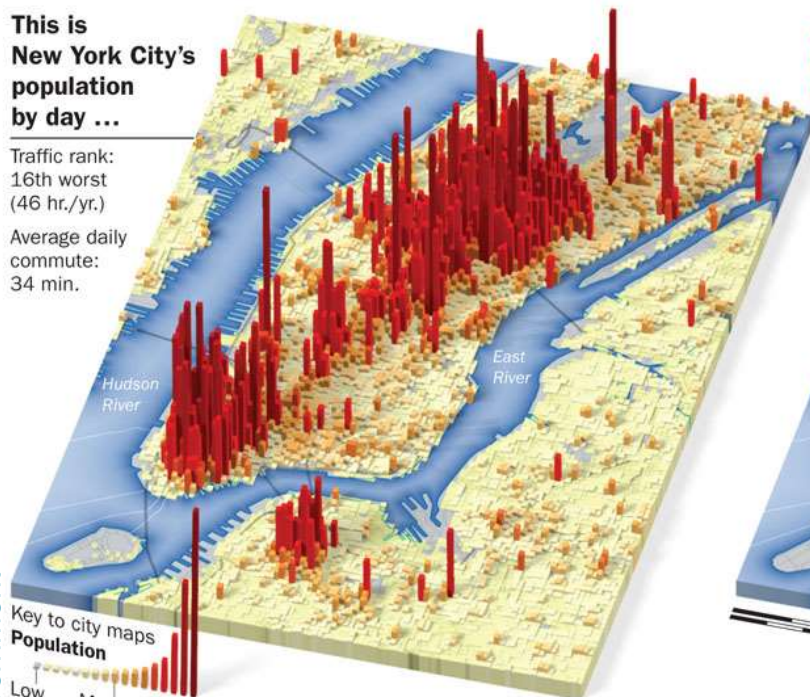 This is
New York City's
population
by day ...
Traffic rank:
16th worst
(46 hr./yr.)
Average daily
commute:
34 min.
Hudson
River
East
River
Key to city maps
Population
Low